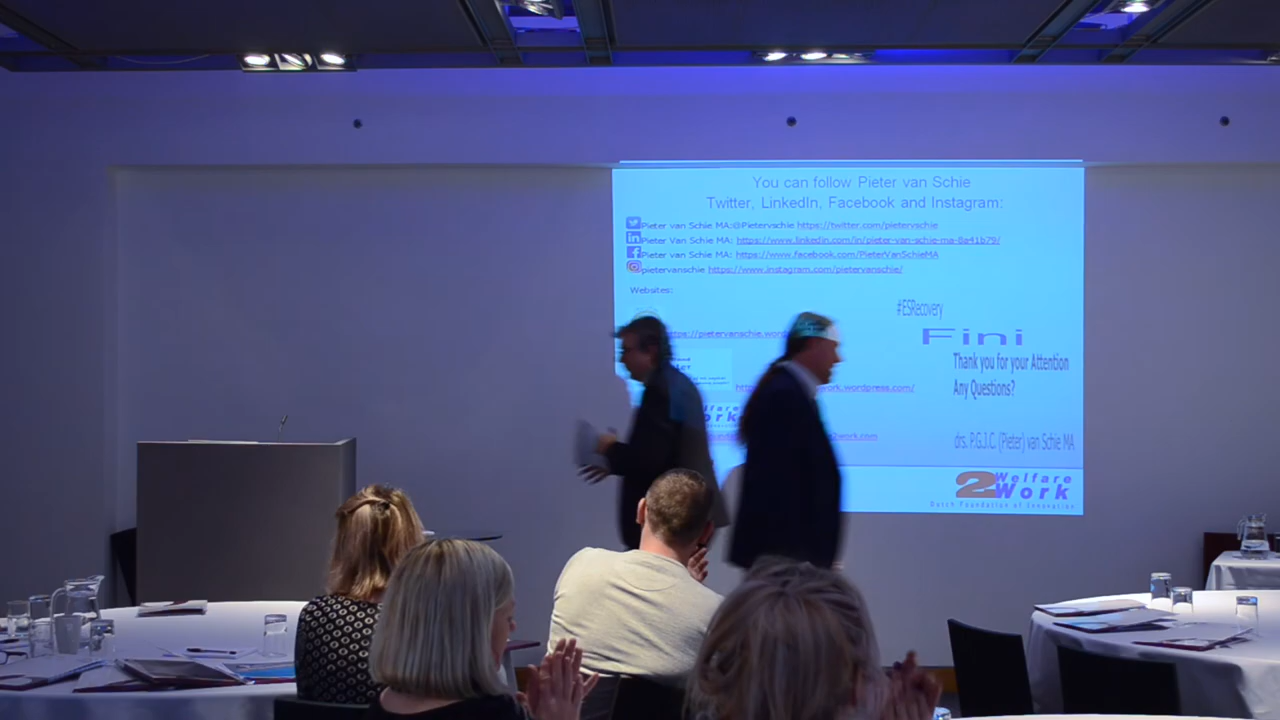 You can follow Pieter van Schie
Twitter, LinkedIn, Facebook and Instagram:
Pieter van Schie MA:@Pietervschie https://twitter.com/pietervschie
Pieter Van Schie MA: https://www.linkedin.com/in/pieter-van-schie-ma-8a41b79/
Pieter Van Schie MA: https://www.facebook.com/PieterVanSchieMA
pietervanschie https://www.instagram.com/pietervanschie/
Websites:
#ESRecovery
Fini
Thank you for your Attention
Any Questions?
drs. P.G.J.C. (Pieter) van Schie MA
2 Welfare
Work
Dutch Foundation of Innovation